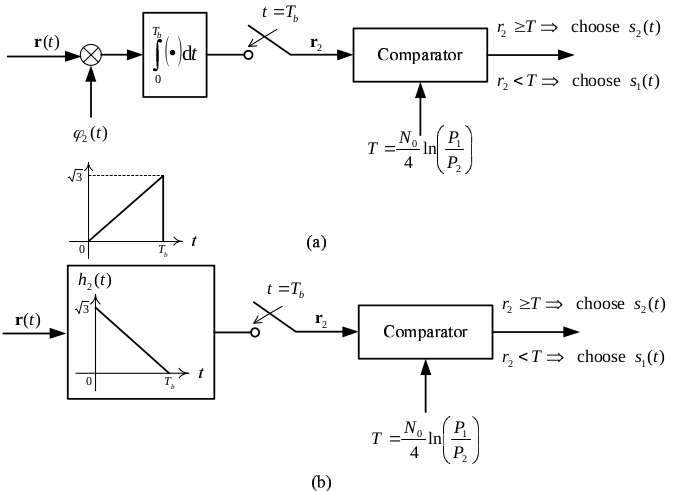 t = T_b
r_2 ≥ T ⇒ choose s_2(t)
r(t)
∫_0^{T_b} (•) dt
r_2
Comparator
r_2 < T ⇒ choose s_1(t)
φ_2(t)
T = N_0/4 ln(P_1/P_2)
√3
0
T_b
t
(a)
h_2(t)
t = T_b
r_2 ≥ T ⇒ choose s_2(t)
√3
r(t)
r_2
Comparator
r_2 < T ⇒ choose s_1(t)
0
T_b
t
T = N_0/4 ln(P_1/P_2)
(b)